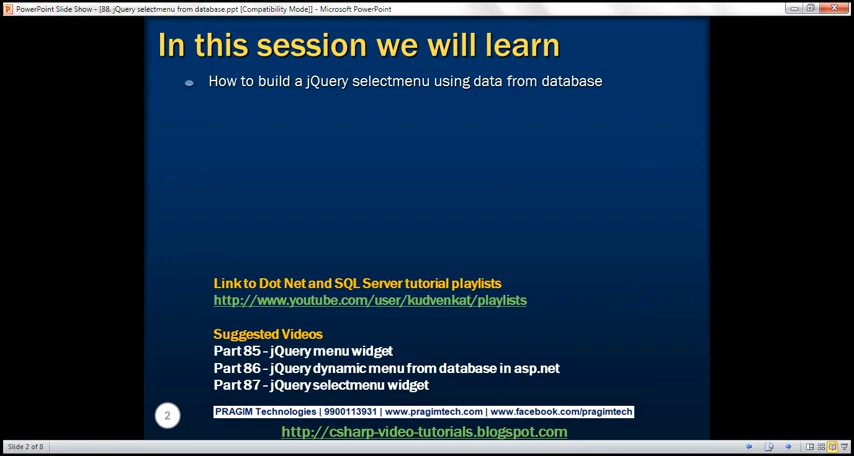 PowerPoint Slide Show - [88. jQuery selectmenu from database.ppt [Compatibility Mode]] - Microsoft PowerPoint
In this session we will learn
How to build a jQuery selectmenu using data from database
Link to Dot Net and SQL Server tutorial playlists
http://www.youtube.com/user/kudvenkat/playlists
Suggested Videos
Part 85 - jQuery menu widget
Part 86 - jQuery dynamic menu from database in asp.net
Part 87 - jQuery selectmenu widget
2
PRAGIM Technologies | 9900113931 | www.pragimtech.com | www.facebook.com/pragimtech
http://csharp-video-tutorials.blogspot.com
Slide 2 of 8